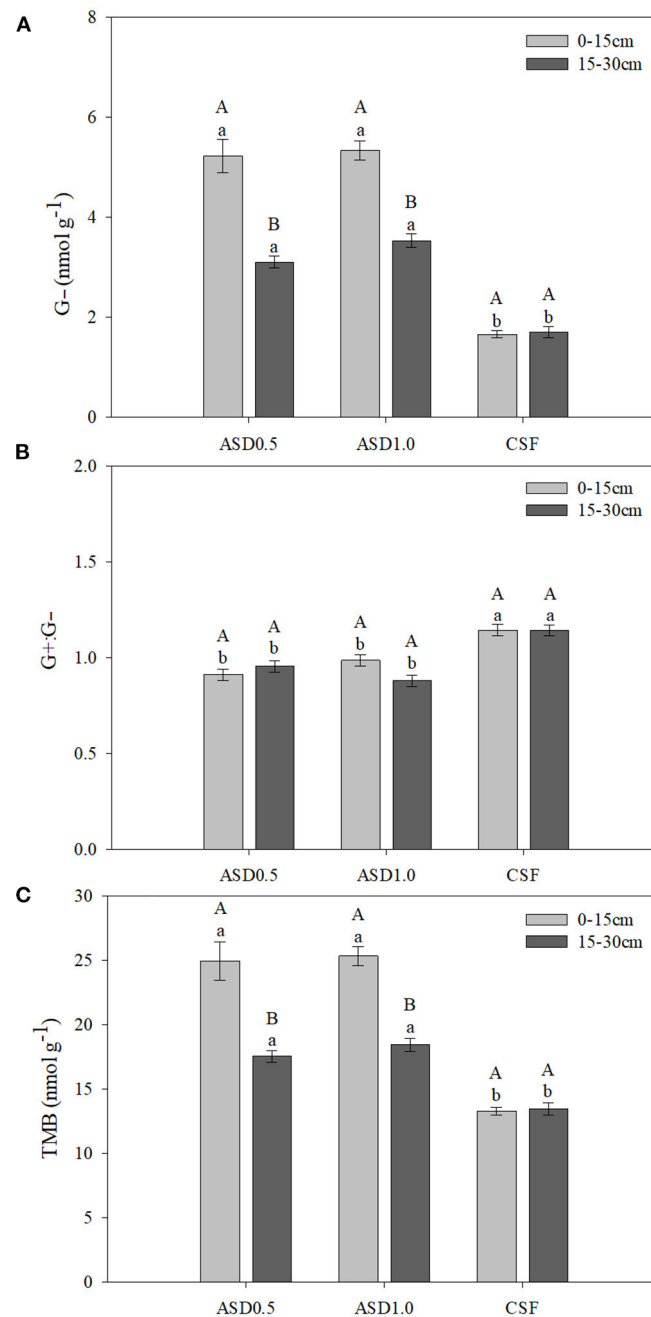 A
8
0-15cm
15-30cm
A A
6
a a
B
B a
4
a
G- (nmol g-1)
A A
2
b b
0
ASD0.5 ASD1.0 CSF
B
2.0
0-15cm
15-30cm
1.5
A A
a a
A A A A
b b b b
1.0
G+:G-
0.5
0.0
ASD0.5 ASD1.0 CSF
C
30
A A
0-15cm
15-30cm
a a
25
B B
20
a a
A A
15
b b
TMB (nmol g-1)
10
5
0
ASD0.5 ASD1.0 CSF